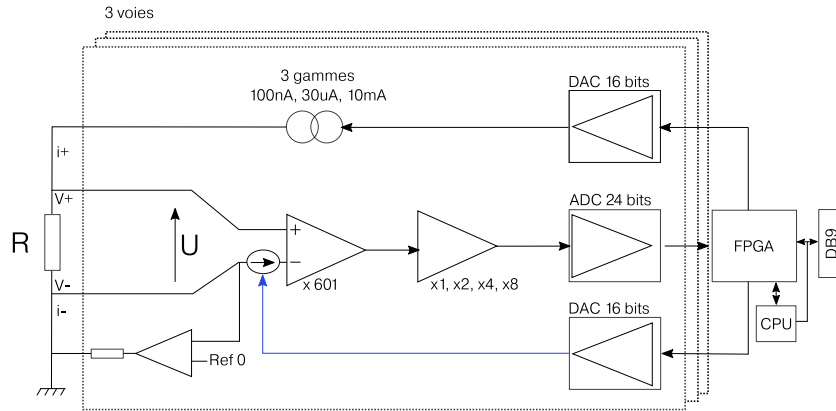 3 voies
3 gammes
100nA, 30uA, 10mA
DAC 16 bits
i+
V+
R
U
+
−
x 601
x1, x2, x4, x8
ADC 24 bits
FPGA
DB9
V-
i-
DAC 16 bits
CPU
Ref 0